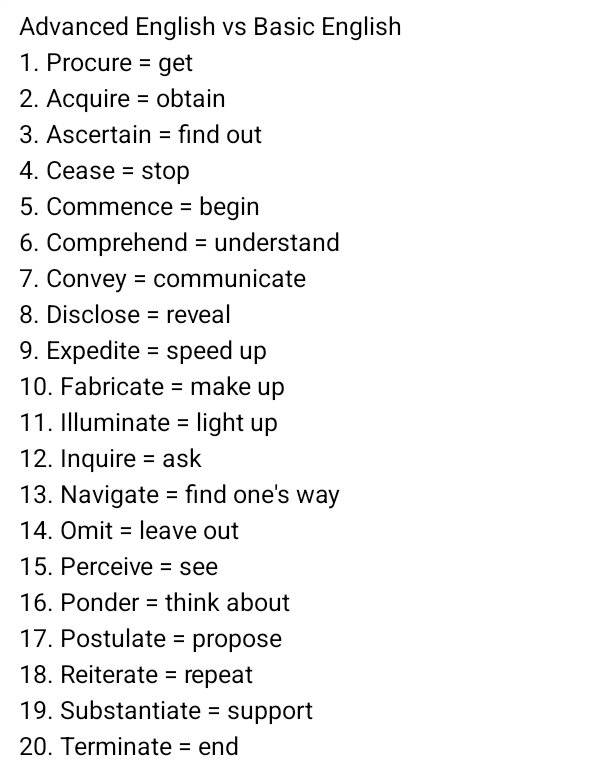 Advanced English vs Basic English
1. Procure = get
2. Acquire = obtain
3. Ascertain = find out
4. Cease = stop
5. Commence = begin
6. Comprehend = understand
7. Convey = communicate
8. Disclose = reveal
9. Expedite = speed up
10. Fabricate = make up
11. Illuminate = light up
12. Inquire = ask
13. Navigate = find one's way
14. Omit = leave out
15. Perceive = see
16. Ponder = think about
17. Postulate = propose
18. Reiterate = repeat
19. Substantiate = support
20. Terminate = end